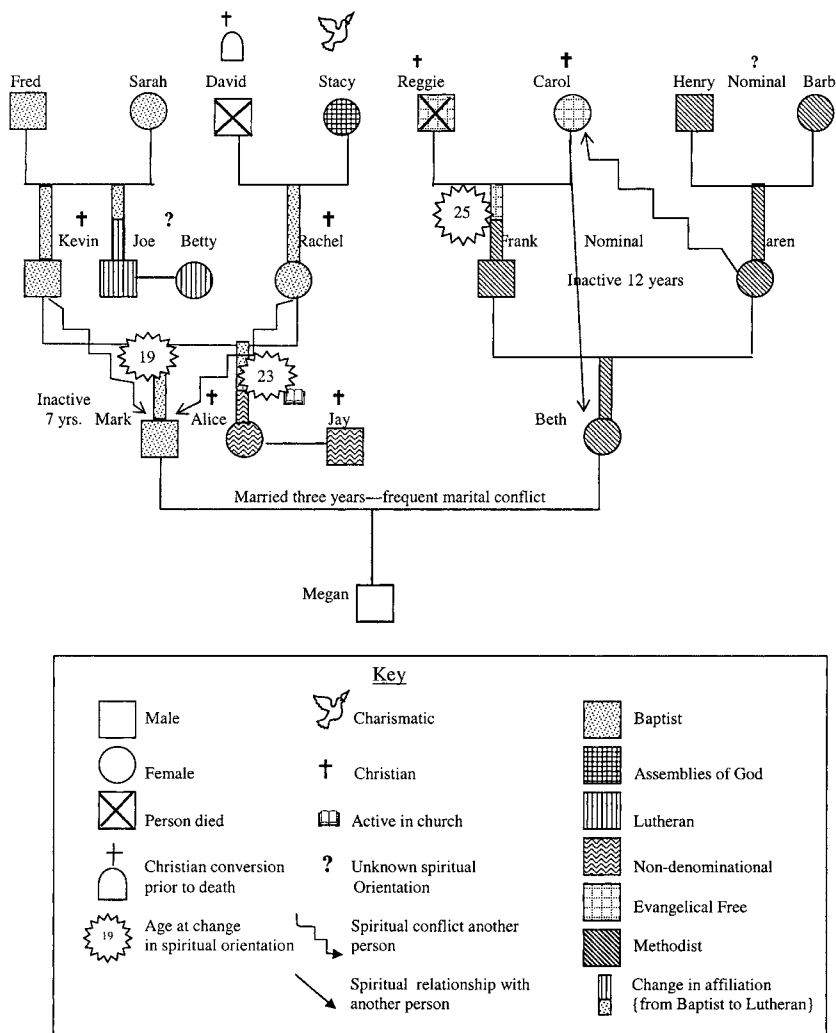 Fred
Sarah
David
Stacy
Reggie
Carol
?
Henry Nominal Barb
25
Kevin
?
Joe Betty
Rachel
Frank
Nominal
aren
Inactive 12 years
19
23
Inactive
7 yrs. Mark
Alice
Jay
Beth
Married three years—frequent marital conflict
Megan
Key
Male
Charismatic
Baptist
Female
Christian
Assemblies of God
Person died
Active in church
Lutheran
Christian conversion
prior to death
? Unknown spiritual
Orientation
Non-denominational
Evangelical Free
19 Age at change
in spiritual orientation
Spiritual conflict another
person
Methodist
Spiritual relationship with
another person
Change in affiliation
{from Baptist to Lutheran}